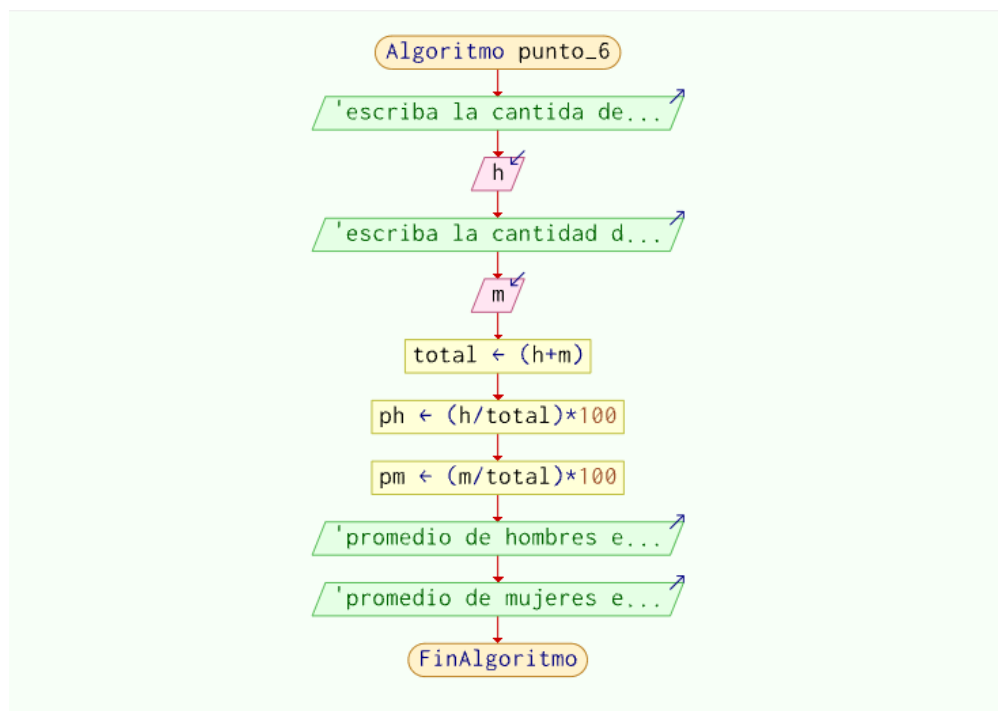 Algoritmo punto_6
'escriba la cantida de...
h
'escriba la cantidad d...
m
total ← (h+m)
ph ← (h/total)*100
pm ← (m/total)*100
'promedio de hombres e...
'promedio de mujeres e...
FinAlgoritmo